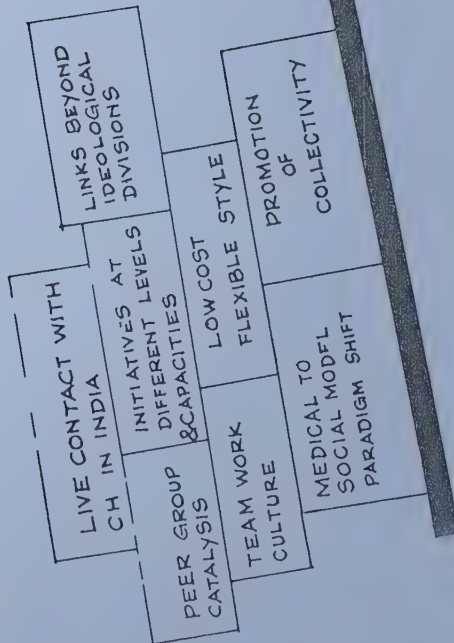 LIVE CONTACT WITH
CH IN INDIA
LINKS BEYOND
IDEOLOGICAL
DIVISIONS
PEER GROUP
CATALYSIS
INITIATIVES AT
DIFFERENT LEVELS
&CAPACITIES
TEAM WORK
CULTURE
LOW COST
FLEXIBLE STYLE
MEDICAL TO
SOCIAL MODEL
PARADIGM SHIFT
PROMOTION
OF
COLLECTIVITY